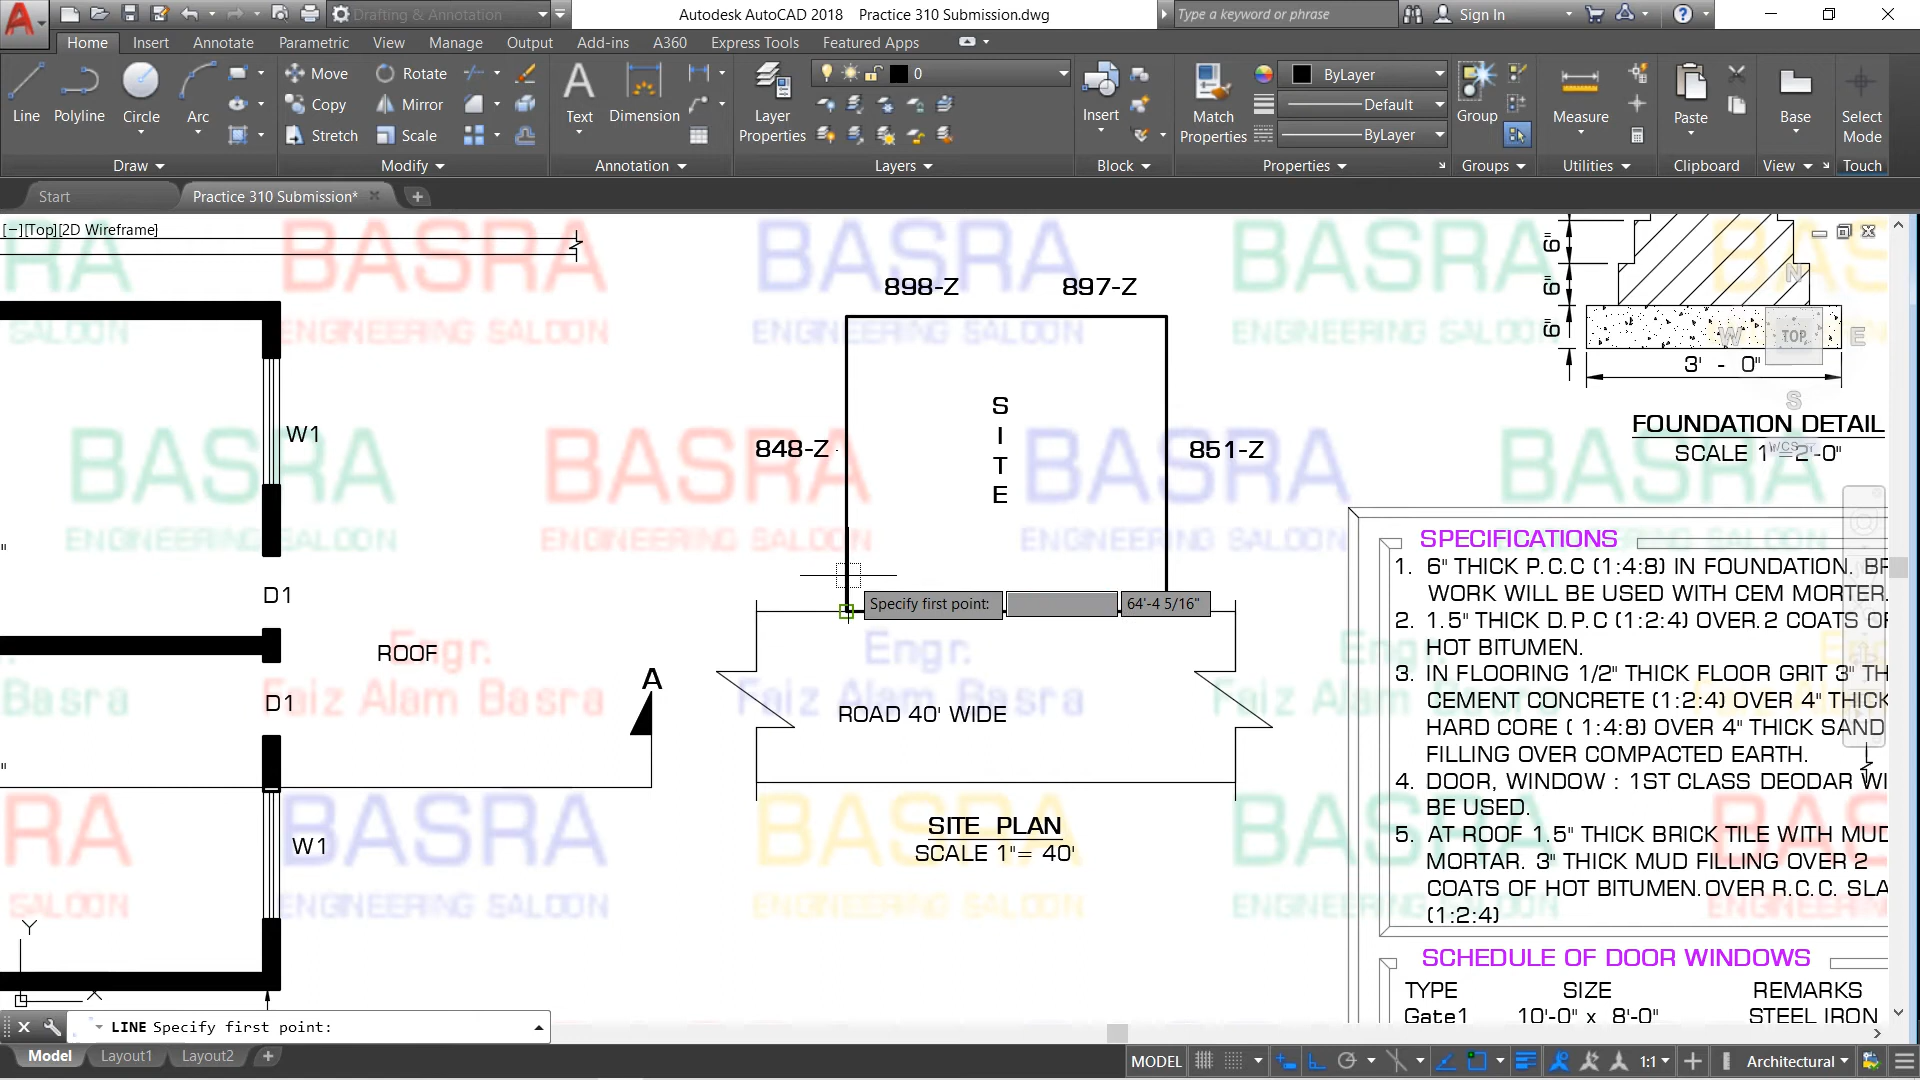 Drafting & Annotation
Autodesk AutoCAD 2018 Practice 310 Submission.dwg
Type a keyword or phrase
Sign In
Home Insert Annotate Parametric View Manage Output Add-ins A360 Express Tools Featured Apps
Line Polyline Circle Arc
Move Rotate
Copy Mirror
Stretch Scale
Text Dimension
Layer Properties
0
Insert
Match Properties
ByLayer
Default
ByLayer
Group
Measure
Paste
Base
Select Mode
Draw Modify Annotation Layers Block Properties Groups Utilities Clipboard View Touch
Start Practice 310 Submission*
[−][Top][2D Wireframe]
BASRA
ENGINEERING SALOON
Engr.
Faiz Alam Basra
898-Z 897-Z
848-Z
851-Z
S
I
T
E
W1
D1
D1
W1
ROOF
A
Specify first point: 64'-4 5/16"
ROAD 40' WIDE
SITE PLAN
SCALE 1"= 40'
6"
6"
6"
3' - 0"
N
W TOP E
S
WCS
FOUNDATION DETAIL
SCALE 1"=2'-0"
SPECIFICATIONS
1. 6" THICK P.C.C (1:4:8) IN FOUNDATION.
WORK WILL BE USED WITH CEM MORTER.
2. 1.5" THICK D.P.C (1:2:4) OVER.2 COATS
HOT BITUMEN.
3. IN FLOORING 1/2" THICK FLOOR GRIT 3"
CEMENT CONCRETE (1:2:4) OVER 4" THICK
HARD CORE ( 1:4:8) OVER 4" THICK SAND
FILLING OVER COMPACTED EARTH.
4. DOOR, WINDOW : 1ST CLASS DEODAR
BE USED.
5. AT ROOF 1.5" THICK BRICK TILE WITH MUD
MORTAR. 3" THICK MUD FILLING OVER 2
COATS OF HOT BITUMEN.OVER R.C.C.
(1:2:4)
SCHEDULE OF DOOR WINDOWS
TYPE SIZE REMARKS
Gate1 10'-0" x 8'-0" STEEL IRON
Y
X
LINE Specify first point:
Model Layout1 Layout2
MODEL 1:1 Architectural